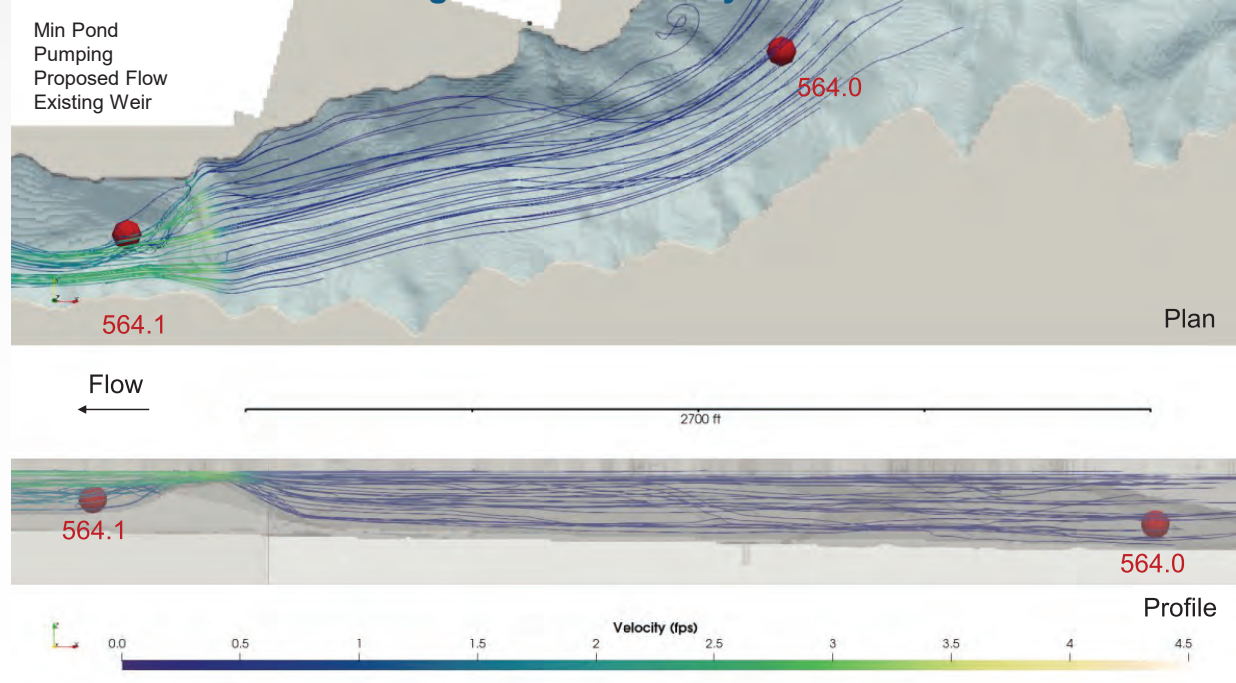 Min Pond
Pumping
Proposed Flow
Existing Weir
564.0
564.1
Plan
Flow
2700 ft
564.1
564.0
Profile
Velocity (fps)
0.0 0.5 1 1.5 2 2.5 3 3.5 4 4.5